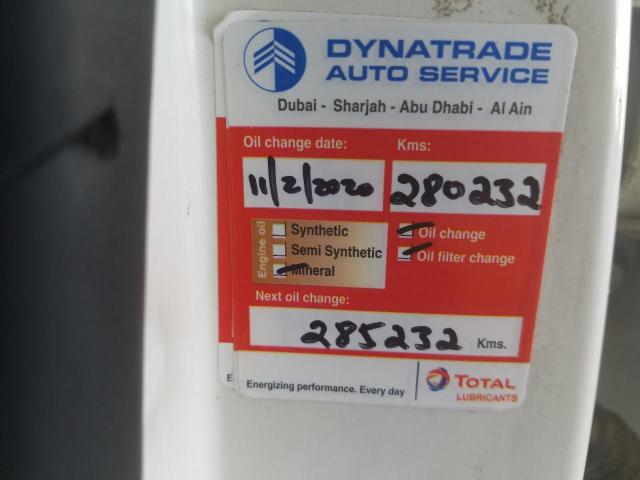 DYNATRADE
AUTO SERVICE
Dubai - Sharjah - Abu Dhabi - Al Ain
Oil change date: Kms:
11/2/2020 280232
Engine oil
Synthetic
Semi Synthetic
Mineral
Oil change
Oil filter change
Next oil change:
285232 Kms.
E
Energizing performance. Every day
TOTAL
LUBRICANTS